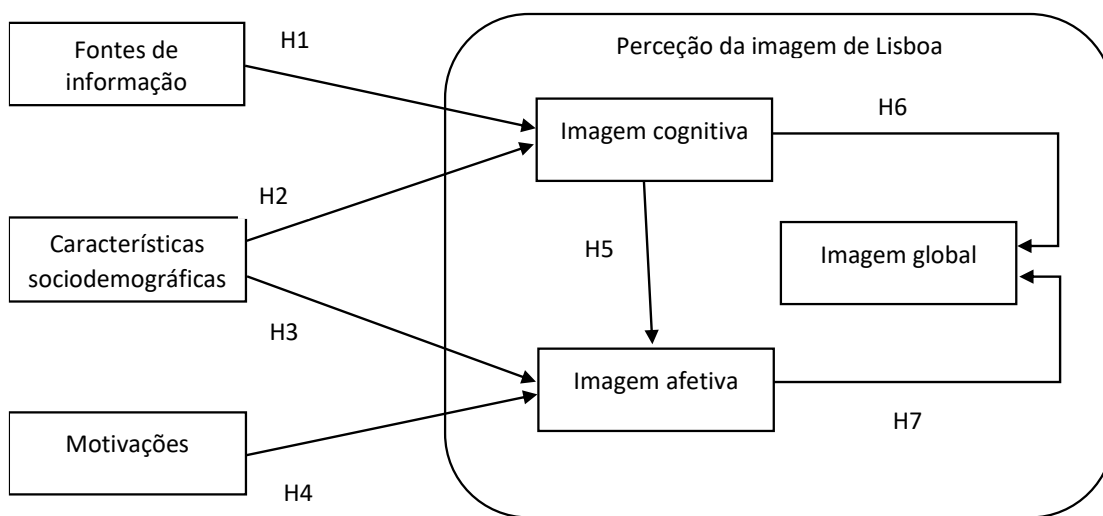 Fontes de
informação
H1
Perceção da imagem de Lisboa
Imagem cognitiva
H6
H2
Características
sociodemográficas
H5
Imagem global
H3
Imagem afetiva
H7
Motivações
H4